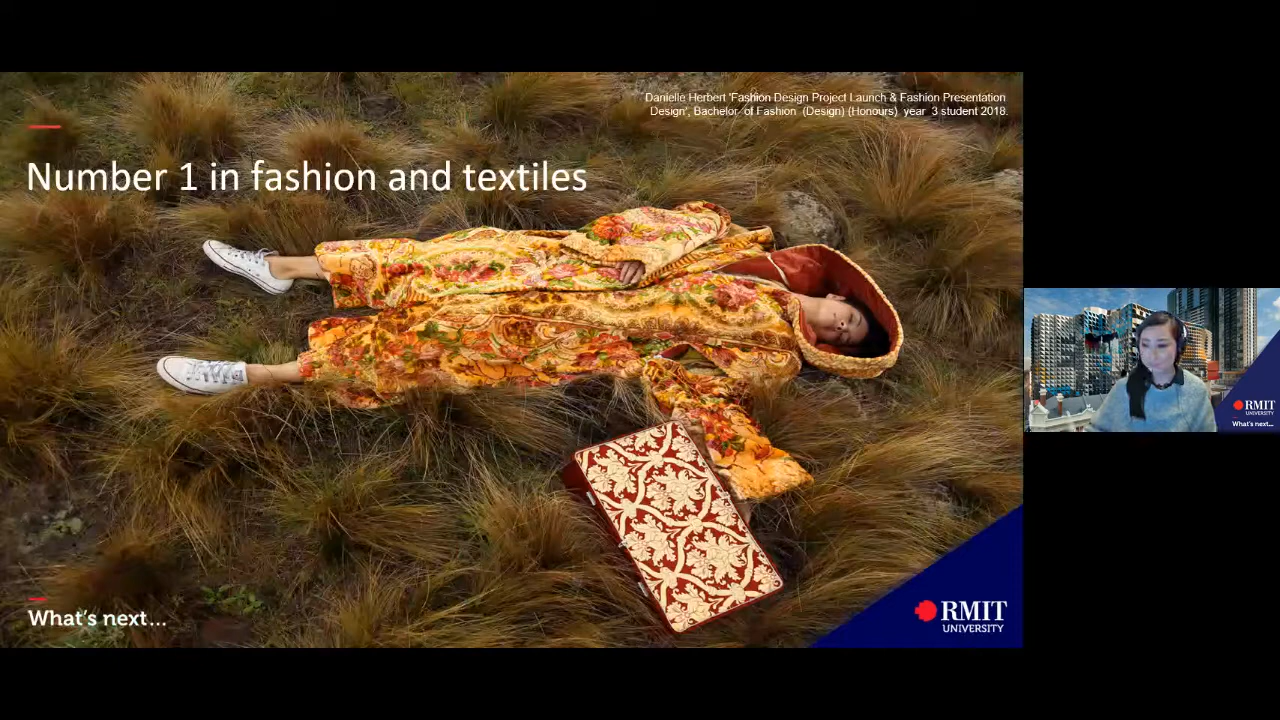 Danielle Herbert 'Fashion Design Project Launch & Fashion Presentation
Design', Bachelor of Fashion (Design) (Honours) year 3 student 2018.
Number 1 in fashion and textiles
What's next...
RMIT
UNIVERSITY
RMIT
UNIVERSITY
What's next...